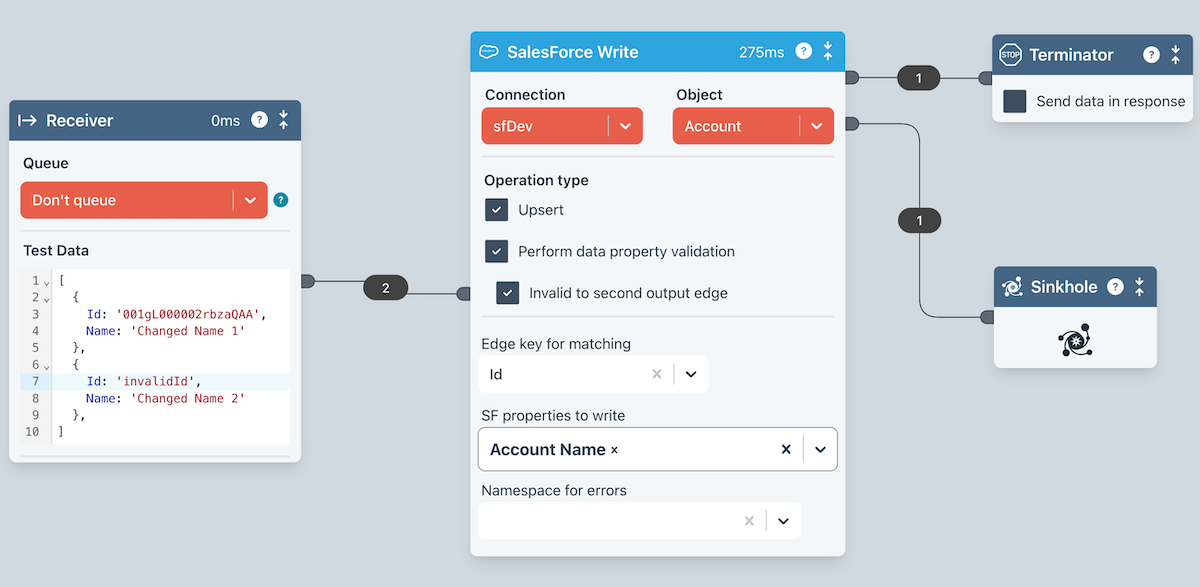 Receiver 0ms ?
Queue
Don't queue ?
Test Data
1 [
2 {
3 Id: '001gL000002rbzaQAA',
4 Name: 'Changed Name 1'
5 },
6 {
7 Id: 'invalidId',
8 Name: 'Changed Name 2'
9 },
10 ]
2
SalesForce Write 275ms ?
Connection Object
sfDev Account
Operation type
Upsert
Perform data property validation
Invalid to second output edge
Edge key for matching
Id
SF properties to write
Account Name ×
Namespace for errors
1
1
STOP Terminator ?
Send data in response
Sinkhole ?